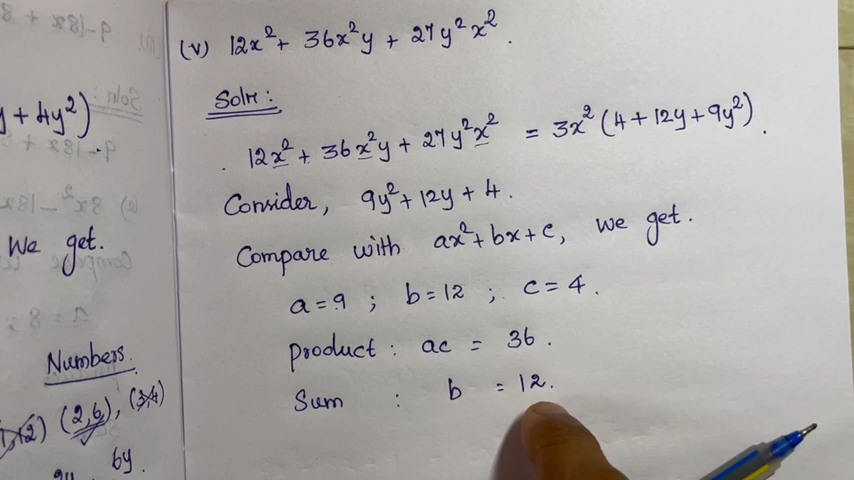 (v) 12x² + 36x²y + 27y²x².
Soln:
12x² + 36x²y + 27y²x² = 3x² (4 + 12y + 9y²).
Consider, 9y² + 12y + 4.
Compare with ax² + bx + c, we get.
a = 9 ; b = 12 ; c = 4.
Product : ac = 36.
Sum : b = 12.
y + 4y²)
We get.
Numbers.
(2,6), (3,4)
6y.